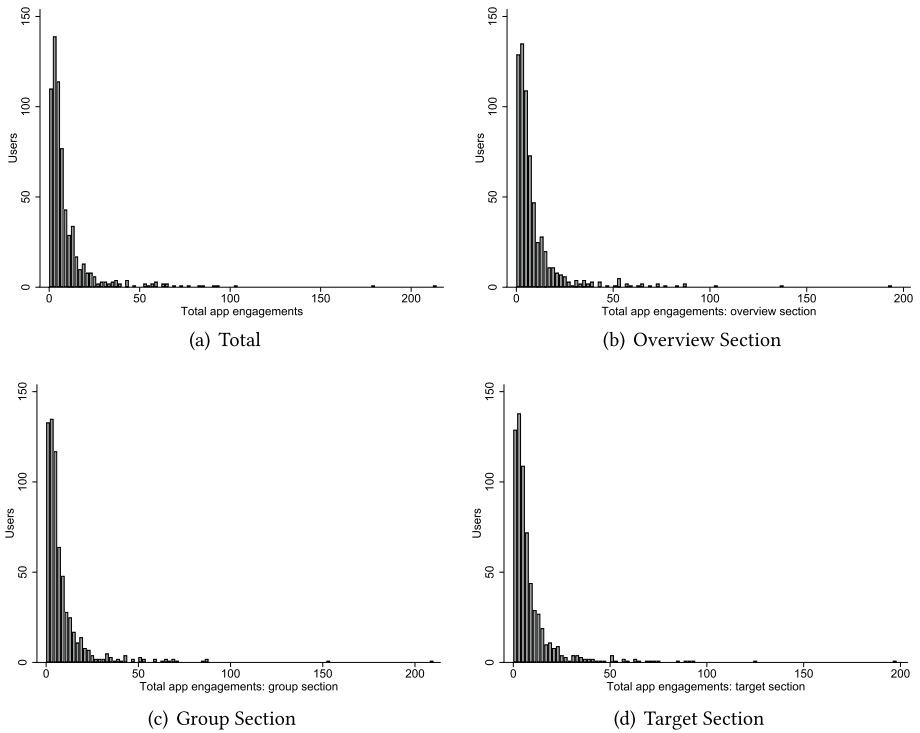 150
100
50
0
Users
0 50 100 150 200
Total app engagements
(a) Total
150
100
50
0
Users
0 50 100 150 200
Total app engagements: overview section
(b) Overview Section
150
100
50
0
Users
0 50 100 150 200
Total app engagements: group section
(c) Group Section
150
100
50
0
Users
0 50 100 150 200
Total app engagements: target section
(d) Target Section